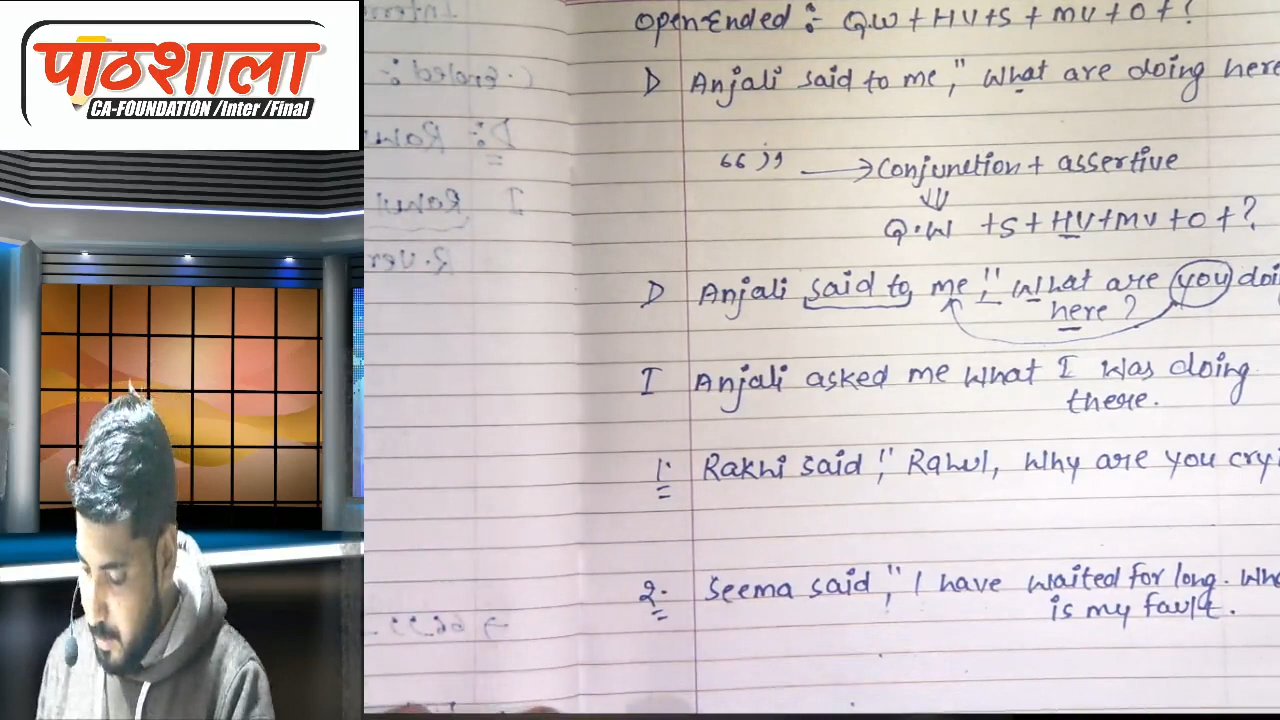 पाठशाला
CA-FOUNDATION /Inter /Final
Open-Ended :- Q.W + HV + S + MV + O + ?
D Anjali said to me," What are doing here
“ ” → Conjunction + assertive
Q.W + S + HV + MV + O + ?
D Anjali said to me," What are you doi
here ?
I Anjali asked me what I was doing
there.
1. Rakhi said," Rahul, Why are you cryi
2. Seema said," I have waited for long. Wh
is my fault.